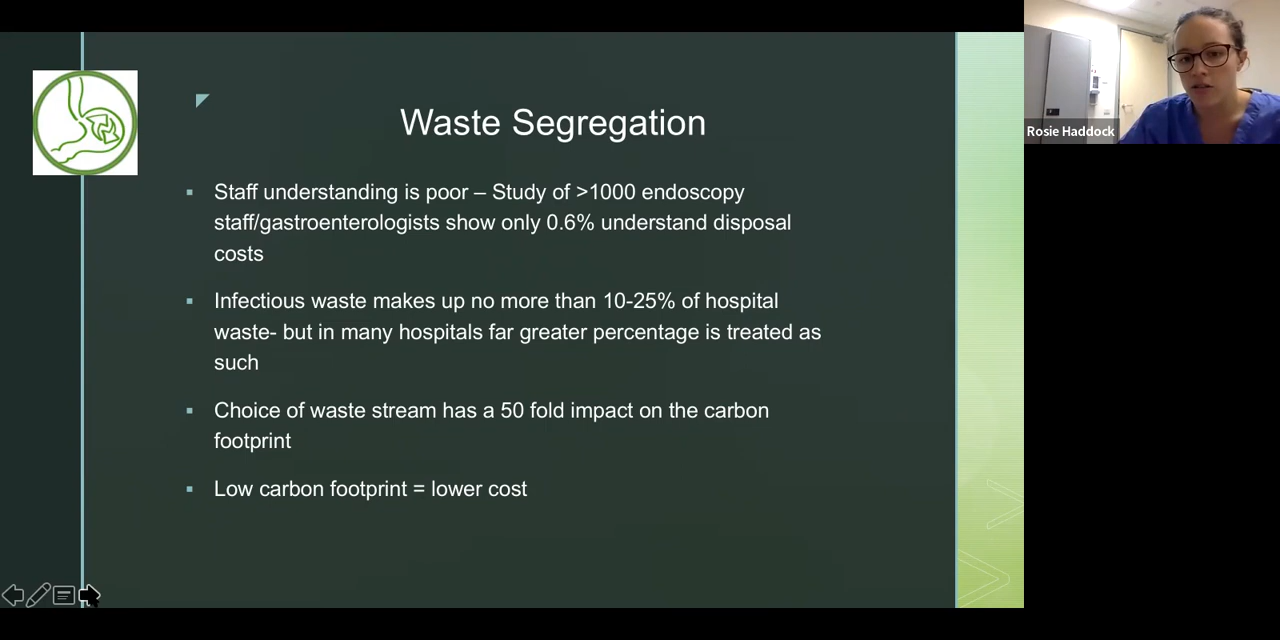 Waste Segregation
▪ Staff understanding is poor – Study of >1000 endoscopy
staff/gastroenterologists show only 0.6% understand disposal
costs
▪ Infectious waste makes up no more than 10-25% of hospital
waste- but in many hospitals far greater percentage is treated as
such
▪ Choice of waste stream has a 50 fold impact on the carbon
footprint
▪ Low carbon footprint = lower cost
Rosie Haddock